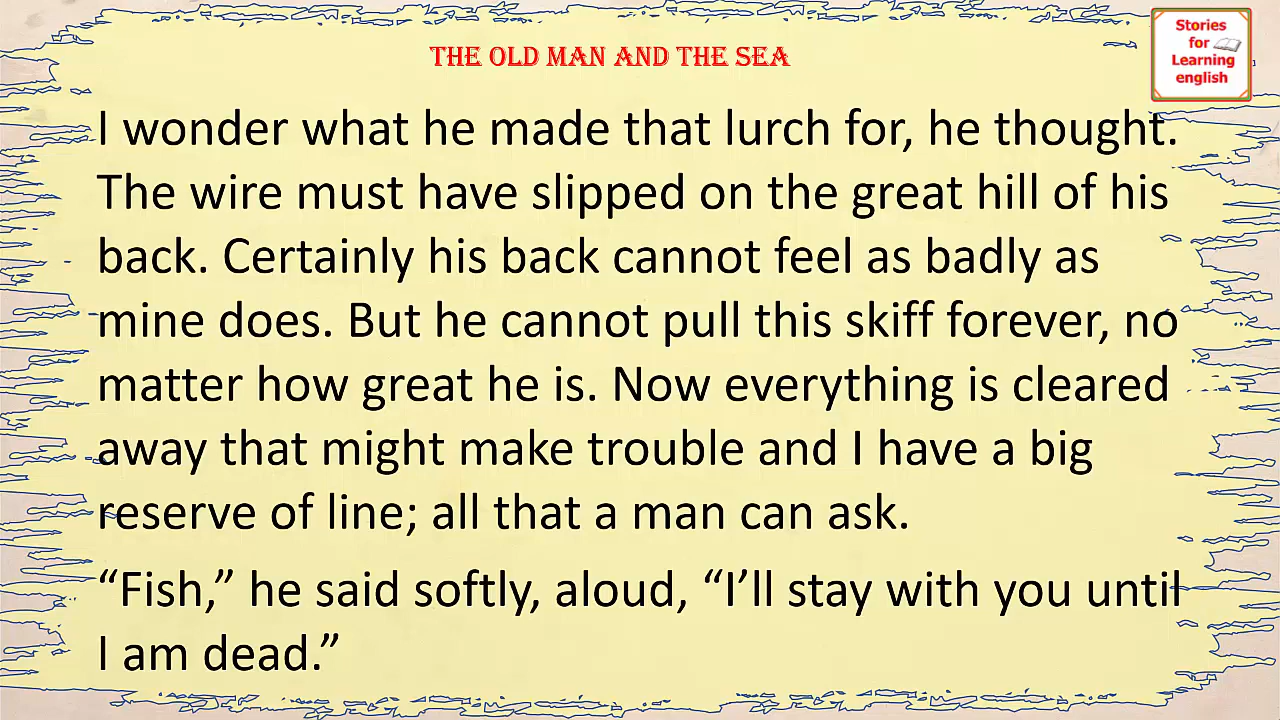 THE OLD MAN AND THE SEA
Stories
for
Learning
english
I wonder what he made that lurch for, he thought.
The wire must have slipped on the great hill of his
back. Certainly his back cannot feel as badly as
mine does. But he cannot pull this skiff forever, no
matter how great he is. Now everything is cleared
away that might make trouble and I have a big
reserve of line; all that a man can ask.
“Fish,” he said softly, aloud, “I’ll stay with you until
I am dead.”